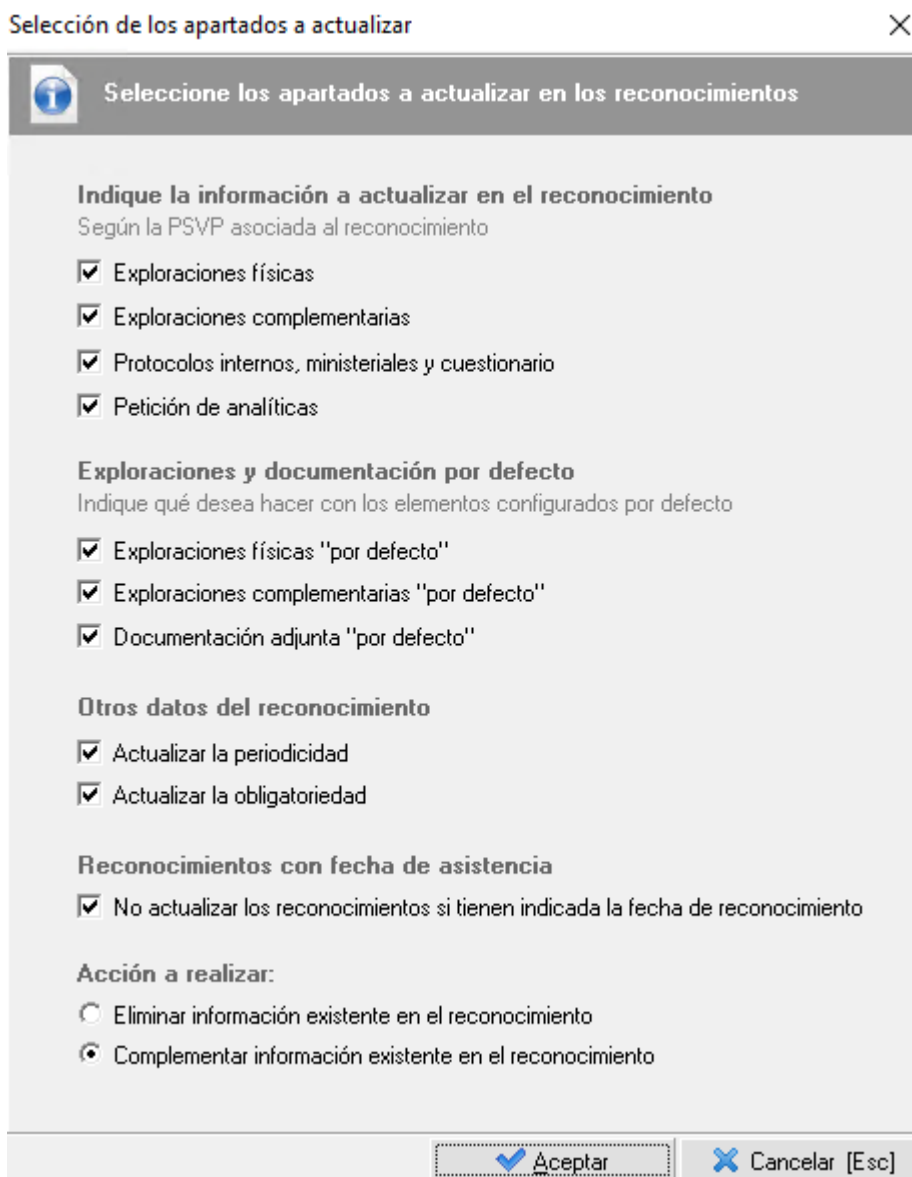 Selección de los apartados a actualizar
Seleccione los apartados a actualizar en los reconocimientos
Indique la información a actualizar en el reconocimiento
Según la PSVP asociada al reconocimiento
Exploraciones físicas
Exploraciones complementarias
Protocolos internos, ministeriales y cuestionario
Petición de analíticas
Exploraciones y documentación por defecto
Indique qué desea hacer con los elementos configurados por defecto
Exploraciones físicas "por defecto"
Exploraciones complementarias "por defecto"
Documentación adjunta "por defecto"
Otros datos del reconocimiento
Actualizar la periodicidad
Actualizar la obligatoriedad
Reconocimientos con fecha de asistencia
No actualizar los reconocimientos si tienen indicada la fecha de reconocimiento
Acción a realizar:
Eliminar información existente en el reconocimiento
Complementar información existente en el reconocimiento
Aceptar Cancelar [Esc]